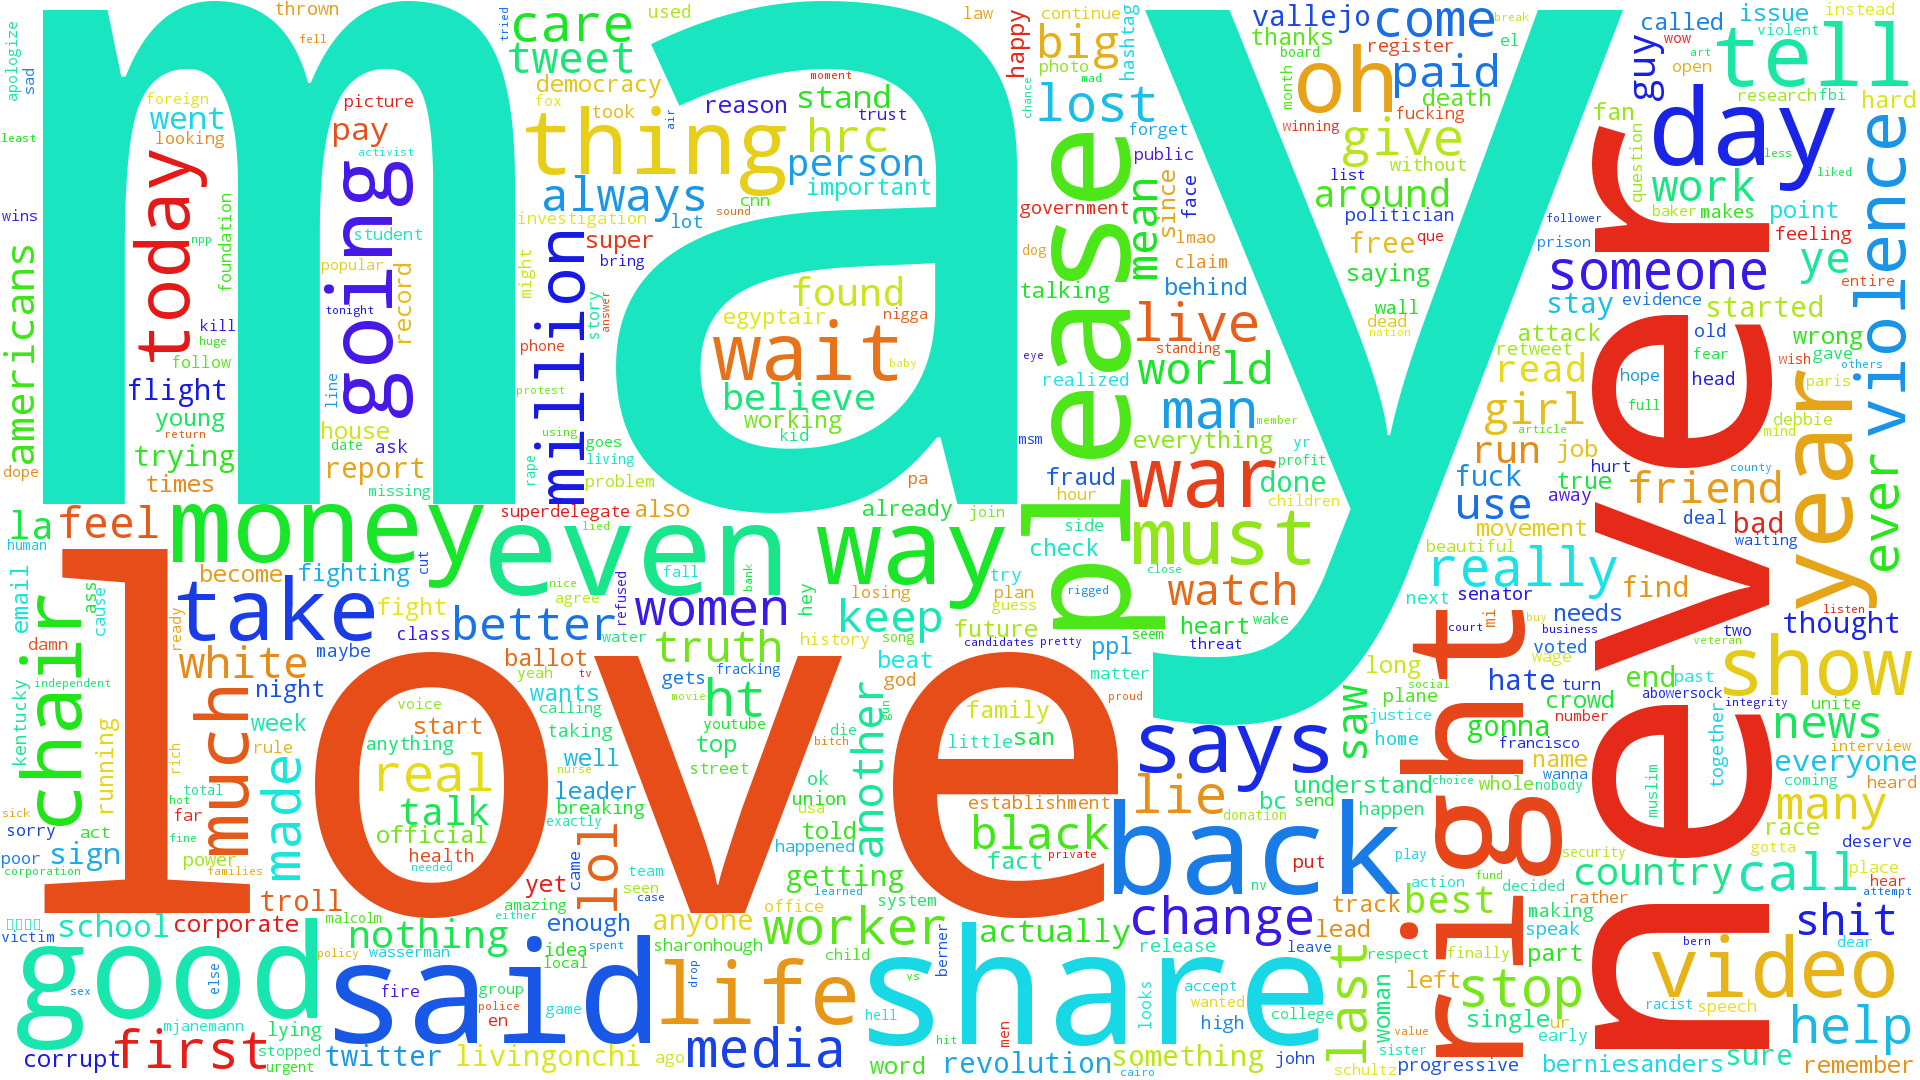 may
love
never
please
right
share
good
said
back
even
way
money
take
thing
today
going
million
care
tweet
democracy
fox
took
thrown
fell
used
tried
law
continue
big
photo
mad
happy
chance
hashtag
vallejo
thanks
register
board
month
come
break
el
oh
paid
death
fucking
winning
give
without
list
around
politician
free
que
saying
wall
dead
nation
called
issue
instead
violent
wow
art
open
tell
guy
research
fbi
hard
fan
question
day
less
liked
work
baker
makes
point
feeling
follower
prison
someone
ye
entire
violence
stay
evidence
started
attack
old
wrong
retweet
fear
wish
gave
others
read
hope
head
paris
girl
full
debbie
mind
article
year
ever
run
job
hurt
county
fuck
true
away
friend
use
deal
bad
waiting
movement
beautiful
really
find
next
senator
needs
mi
buy
court
business
two
listen
thought
voted
wage
veteran
long
social
hate
turn
end
past
show
plane
crowd
abowersock
integrity
unite
justice
number
gonna
news
home
francisco
together
interview
saw
name
wanna
everyone
heard
choice
whole
nobody
coming
understand
muslim
many
bc
send
happen
race
gotta
deserve
donation
play
security
country
call
place
hear
attempt
put
action
fund
decided
rather
nv
track
best
making
shit
change
lead
speak
respect
finally
part
bern
dear
release
leave
left
stop
video
racist
speech
last
woman
single
ur
early
help
value
sister
progressive
berniesanders
sure
remember
schultz
john
college
high
accept
wanted
looks
something
cairo
revolution
word
hit
men
hell
vs
berner
actually
system
worker
child
office
anyone
sharonhough
drop
life
ago
media
livingonchi
twitter
en
police
group
game
local
idea
spent
enough
either
amazing
nothing
policy
wasserman
fire
malcolm
else
sex
mjanemann
lying
stopped
urgent
first
corrupt
victim
school
corporate
troll
families
corporation
poor
sign
power
act
sorry
sick
fine
far
hot
total
rich
running
rule
week
made
much
chair
kentucky
independent
night
white
maybe
damn
ready
email
cause
ass
human
become
fighting
fight
class
better
la
feel
cut
times
trying
return
young
flight
follow
huge
kill
looking
went
foreign
npp
foundation
picture
pay
activist
student
popular
tonight
record
line
house
date
ask
report
missing
dope
americans
wins
least
apologize
sad
always
investigation
might
super
bring
lot
cnn
air
reason
moment
stand
trust
hrc
person
important
sound
story
answer
phone
protest
using
goes
living
rape
problem
superdelegate
also
lied
found
egyptair
nigga
wait
baby
believe
working
kid
pa
already
join
government
dog
talking
mean
lost
forget
public
since
face
lmao
claim
behind
live
standing
eye
realized
world
man
member
msm
everything
yr
profit
fraud
war
done
hour
children
side
must
check
close
try
rigged
plan
guess
watch
future
heart
wake
candidates
pretty
seem
threat
ppl
matter
proud
losing
hey
keep
history
song
beat
god
bank
fall
nice
agree
refused
women
water
truth
fracking
ballot
yeah
tv
gets
movie
wants
calling
ht
youtube
gun
taking
top
die
bitch
street
another
family
little
san
voice
start
anything
real
talk
official
health
needed
well
nurse
leader
breaking
exactly
lol
ok
union
usa
told
happened
establishment
black
fact
private
says
lie
getting
learned
yet
came
team
seen
case